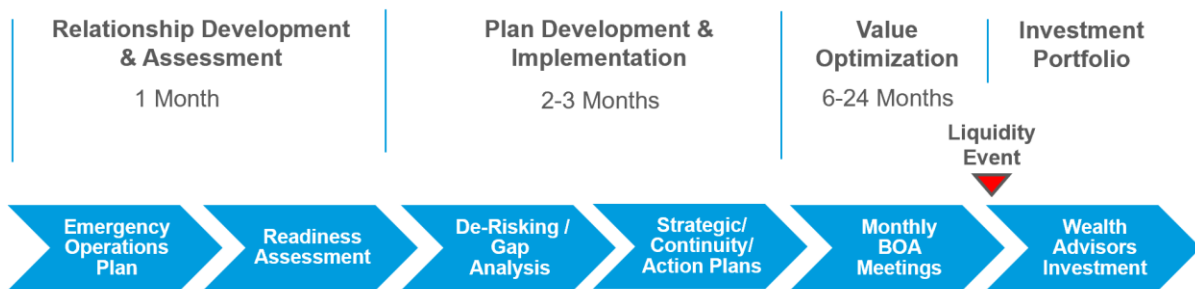 Relationship Development
& Assessment
1 Month
Plan Development &
Implementation
2-3 Months
Value
Optimization
6-24 Months
Investment
Portfolio
Liquidity
Event
Emergency
Operations
Plan
Readiness
Assessment
De-Risking /
Gap
Analysis
Strategic/
Continuity/
Action Plans
Monthly
BOA
Meetings
Wealth
Advisors
Investment